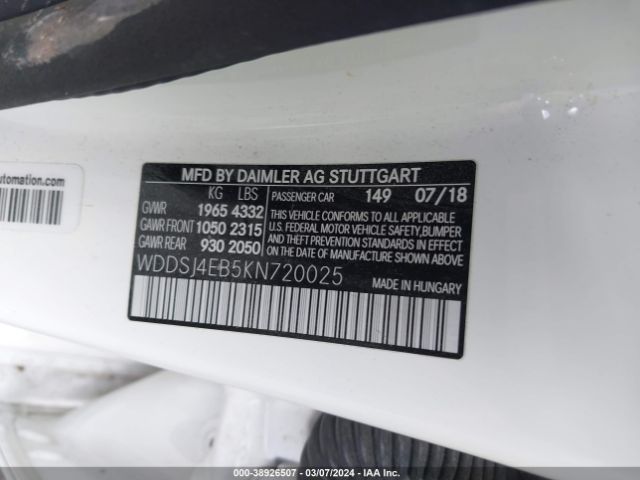 utomation.com
MFD BY DAIMLER AG STUTTGART
KG LBS
GVWR 1965 4332
GAWR FRONT 1050 2315
GAWR REAR 930 2050
PASSENGER CAR 149 07/18
THIS VEHICLE CONFORMS TO ALL APPLICABLE
U.S. FEDERAL MOTOR VEHICLE SAFETY,BUMPER
AND THEFT PREVENTION STANDARDS IN EFFECT ON
THE DATE OF MANUFACTURE SHOWN ABOVE.
WDDSJ4EB5KN720025
MADE IN HUNGARY
000-38926507 - 03/07/2024 - IAA Inc.